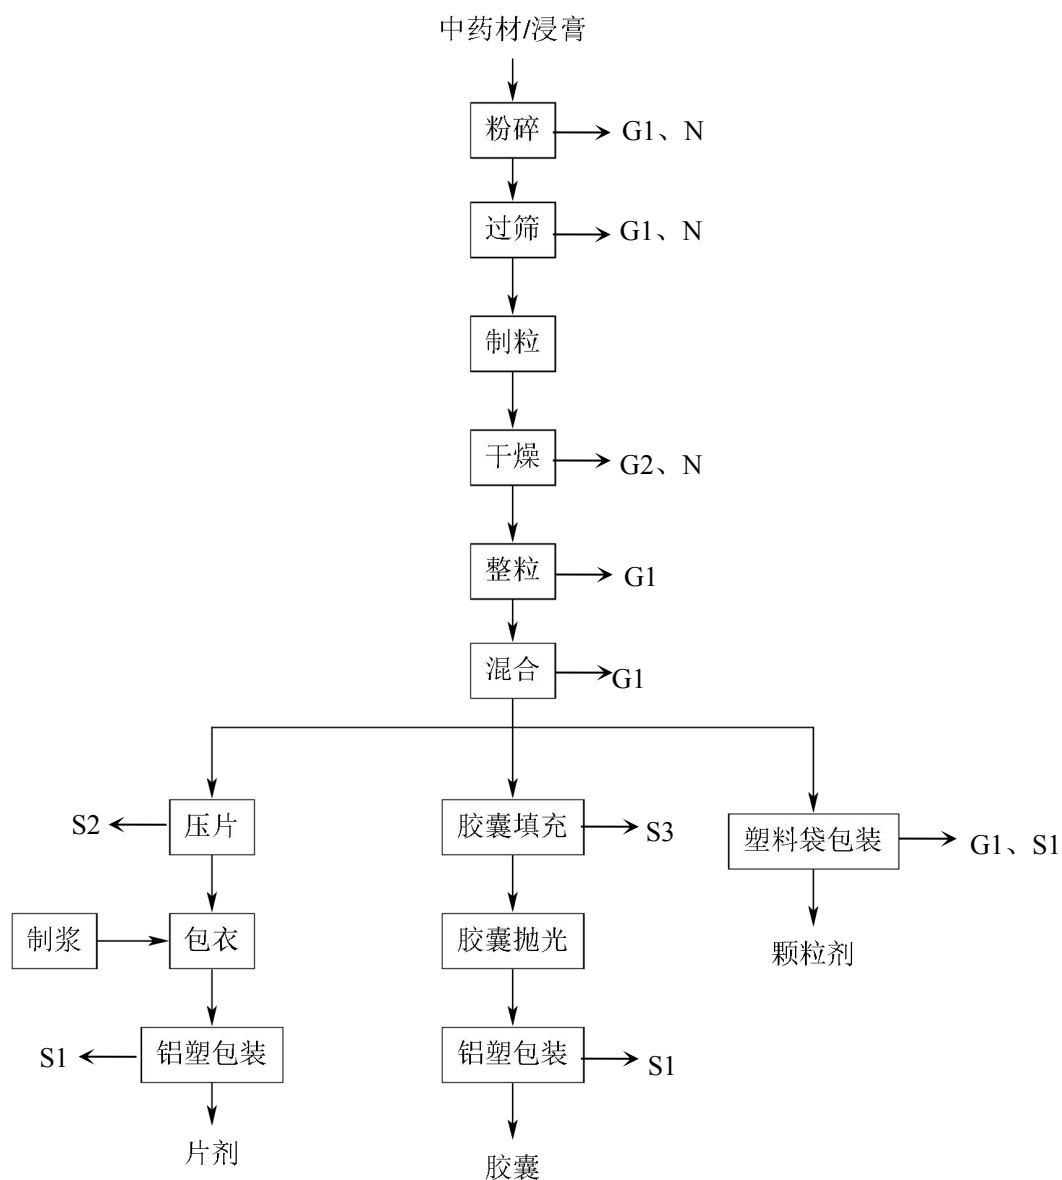 中药材/浸膏
粉碎
G1、N
过筛
G1、N
制粒
干燥
G2、N
整粒
G1
混合
G1
S2
压片
胶囊填充
S3
塑料袋包装
G1、S1
制浆
包衣
胶囊抛光
颗粒剂
S1
铝塑包装
铝塑包装
S1
片剂
胶囊